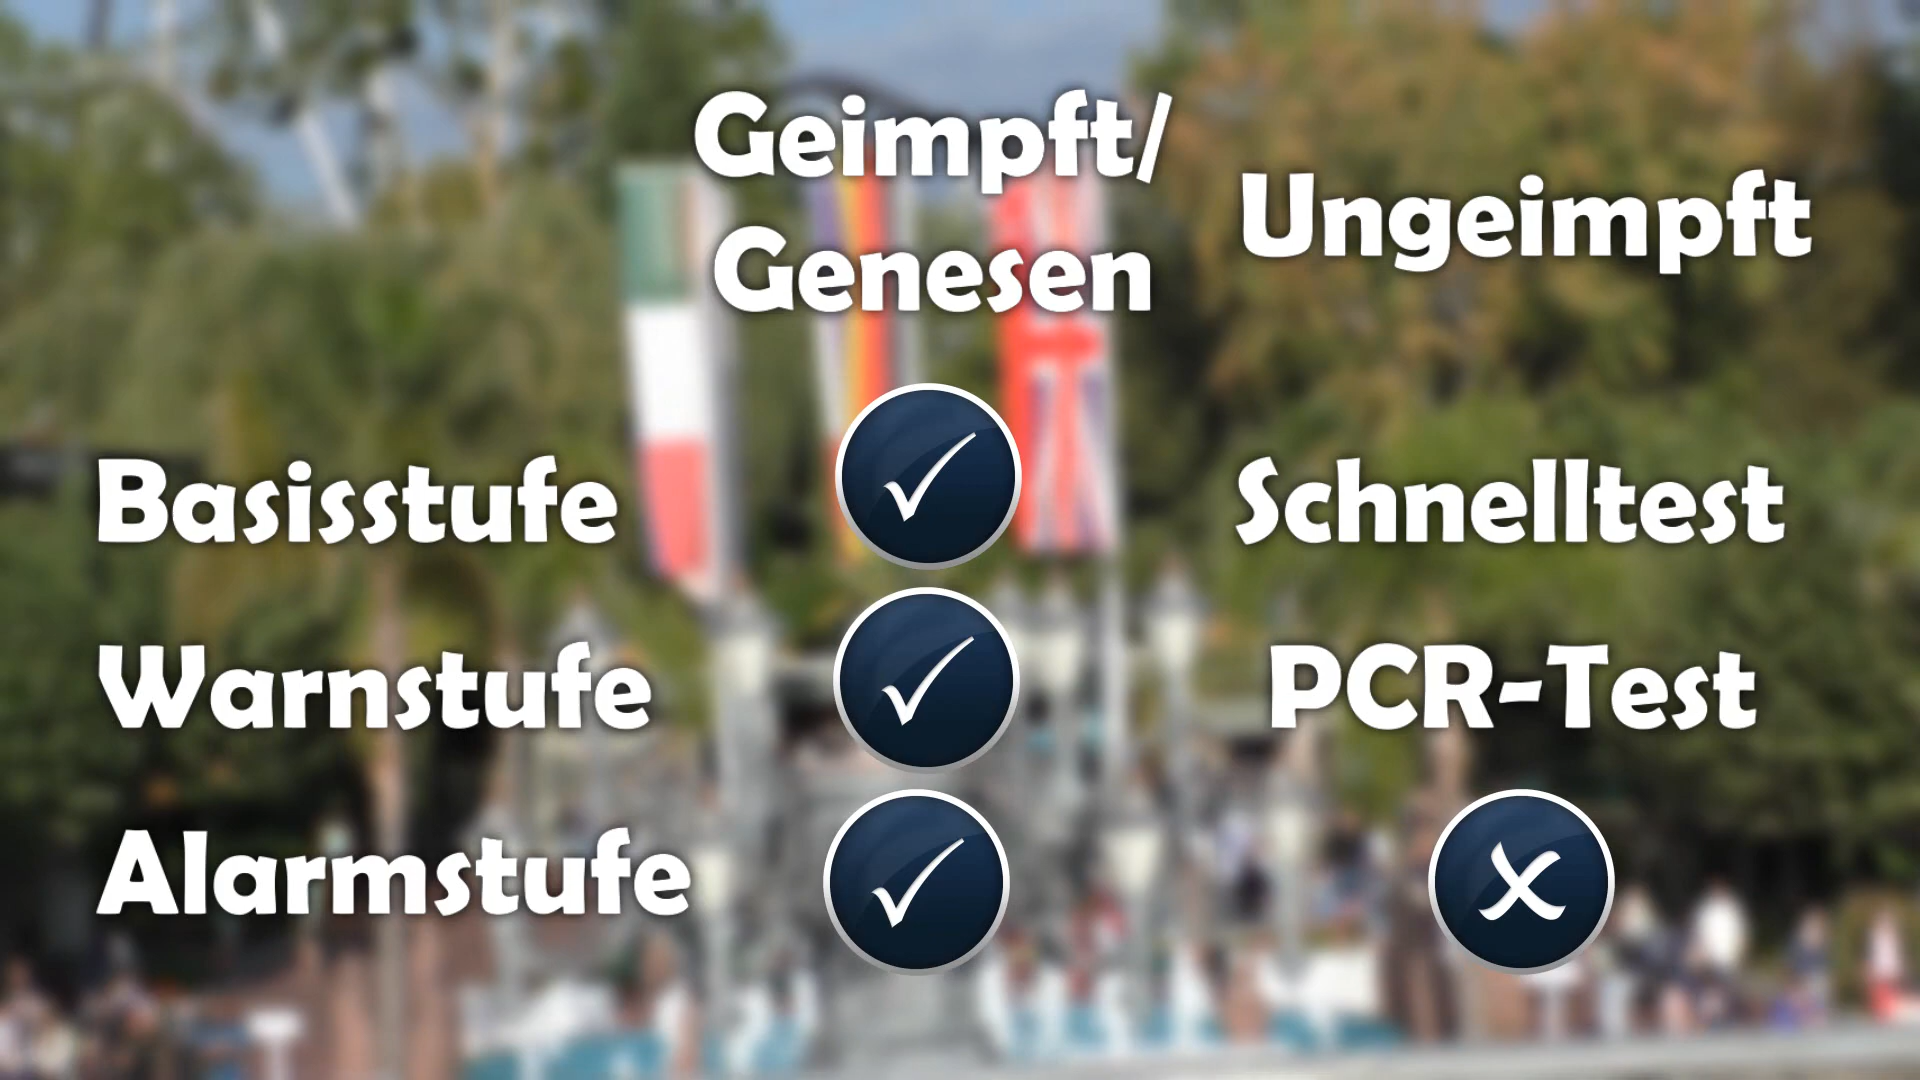 Geimpft/
Genesen
Ungeimpft
Basisstufe
Schnelltest
Warnstufe
PCR-Test
Alarmstufe